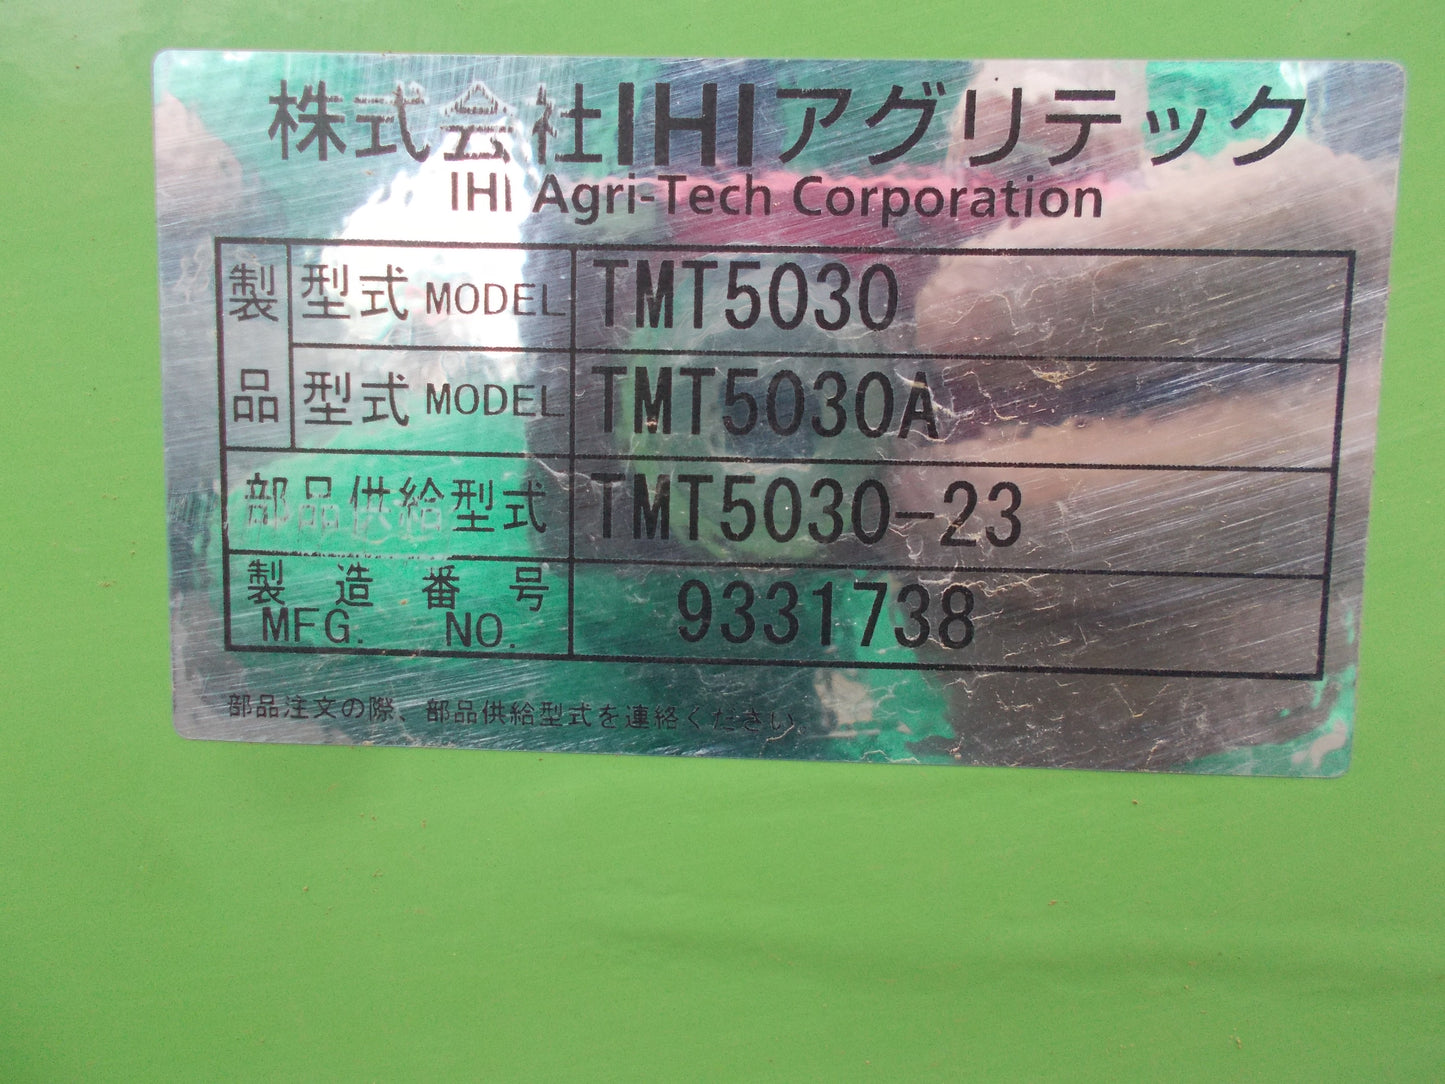 株式会社IHIアグリテック
IHI Agri-Tech Corporation
製品 型式 MODEL TMT5030
型式 MODEL TMT5030A
部品供給型式 TMT5030-23
製造番号 9331738
MFG. NO.
部品注文の際、部品供給型式を連絡ください。